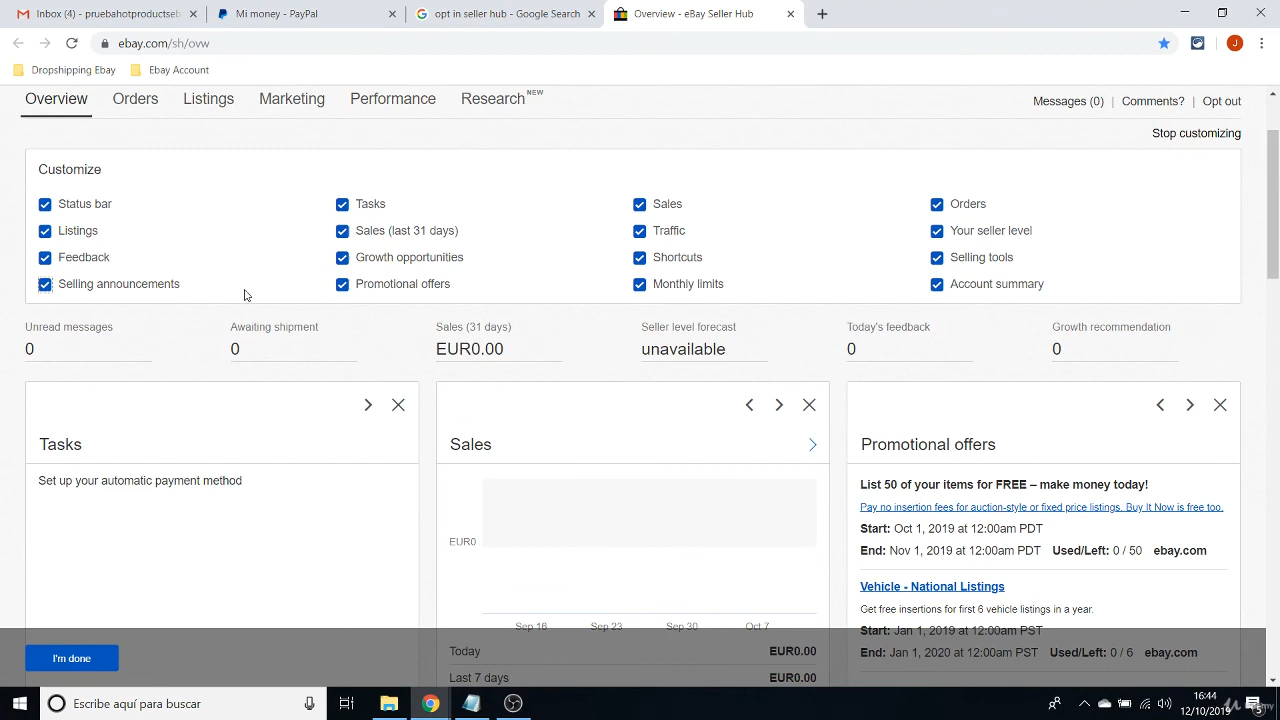 Inbox (4) - pruebahotproductseb
Mi money - PayPal
opt in seller hub - Google Search
Overview - eBay Seller Hub
ebay.com/sh/ovw
J
Dropshipping Ebay
Ebay Account
Overview
Orders
Listings
Marketing
Performance
Research NEW
Messages (0) | Comments? | Opt out
Stop customizing
Customize
Status bar
Tasks
Sales
Orders
Listings
Sales (last 31 days)
Traffic
Your seller level
Feedback
Growth opportunities
Shortcuts
Selling tools
Selling announcements
Promotional offers
Monthly limits
Account summary
Unread messages
Awaiting shipment
Sales (31 days)
Seller level forecast
Today's feedback
Growth recommendation
0
0
EUR0.00
unavailable
0
0
Tasks
Sales
Promotional offers
Set up your automatic payment method
List 50 of your items for FREE – make money today!
Pay no insertion fees for auction-style or fixed price listings. Buy It Now is free too.
Start: Oct 1, 2019 at 12:00am PDT
EUR0
End: Nov 1, 2019 at 12:00am PDT Used/Left: 0 / 50 ebay.com
Vehicle - National Listings
Get free insertions for first 6 vehicle listings in a year.
Sep 16
Sep 23
Sep 30
Oct 7
Start: Jan 1, 2019 at 12:00am PST
Today EUR0.00
End: Jan 1, 2020 at 12:00am PST Used/Left: 0 / 6 ebay.com
I'm done
Last 7 days EUR0.00
Escribe aquí para buscar
16:44
12/10/2019
5